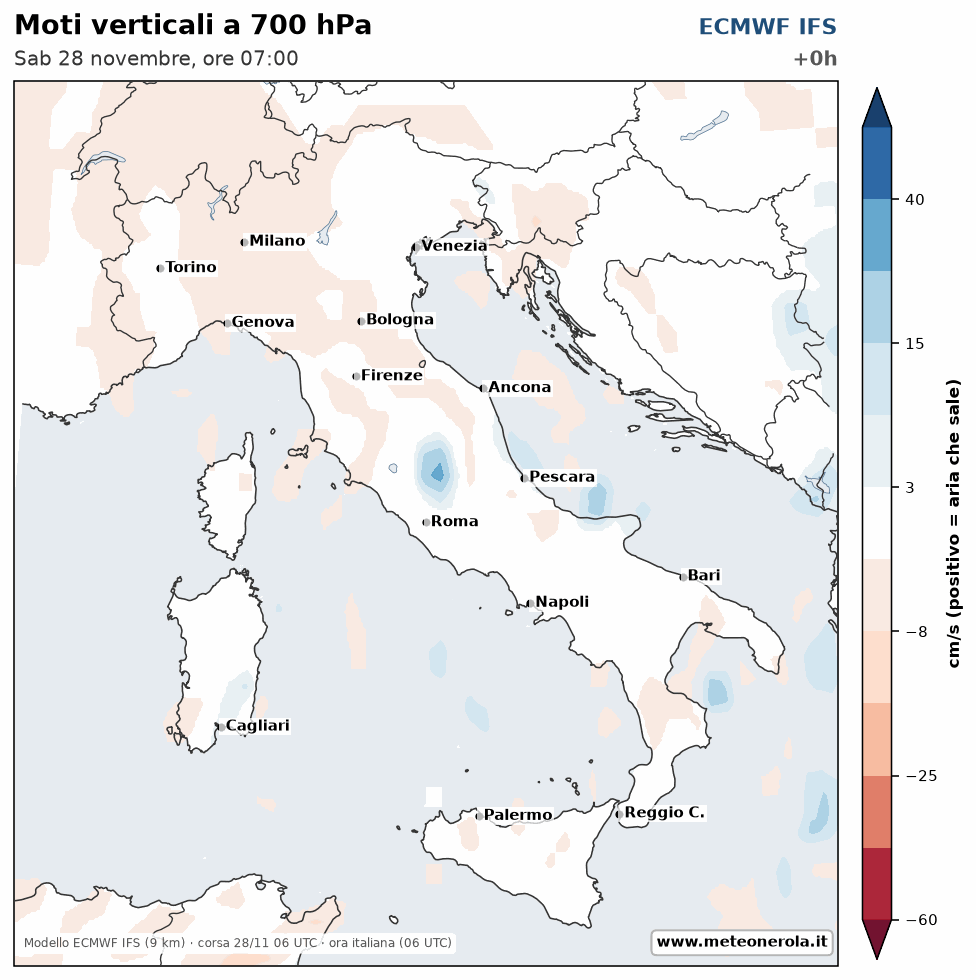 Moti verticali a 700 hPa
ECMWF IFS
Sab 28 novembre, ore 07:00
+0h
Milano
Venezia
Torino
Genova
Bologna
Firenze
Ancona
Pescara
Roma
Bari
Napoli
Cagliari
Palermo
Reggio C.
40
15
3
−8
−25
−60
cm/s (positivo = aria che sale)
Modello ECMWF IFS (9 km) · corsa 28/11 06 UTC · ora italiana (06 UTC)
www.meteonerola.it